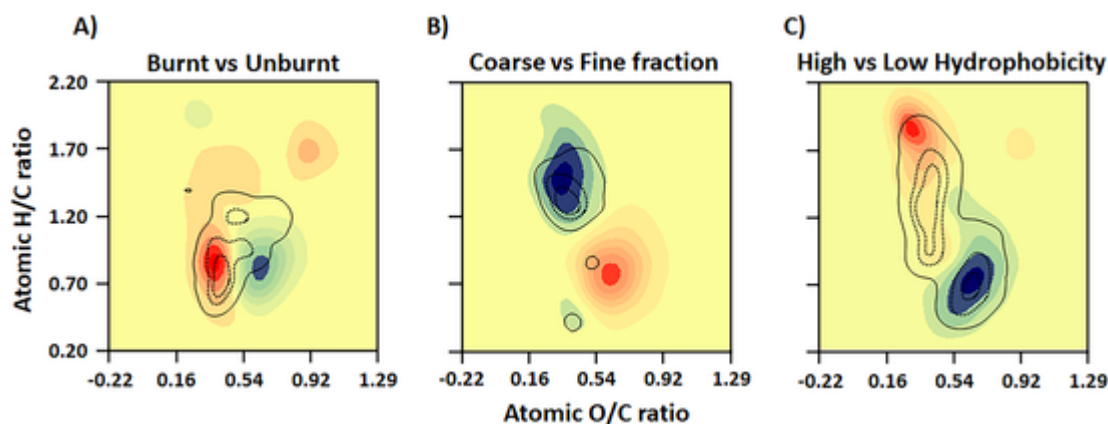 A)
B)
C)
Burnt vs Unburnt
Coarse vs Fine fraction
High vs Low Hydrophobicity
Atomic H/C ratio
2.20
1.70
1.20
0.70
0.20
-0.22 0.16 0.54 0.92 1.29
-0.22 0.16 0.54 0.92 1.29
-0.22 0.16 0.54 0.92 1.29
Atomic O/C ratio